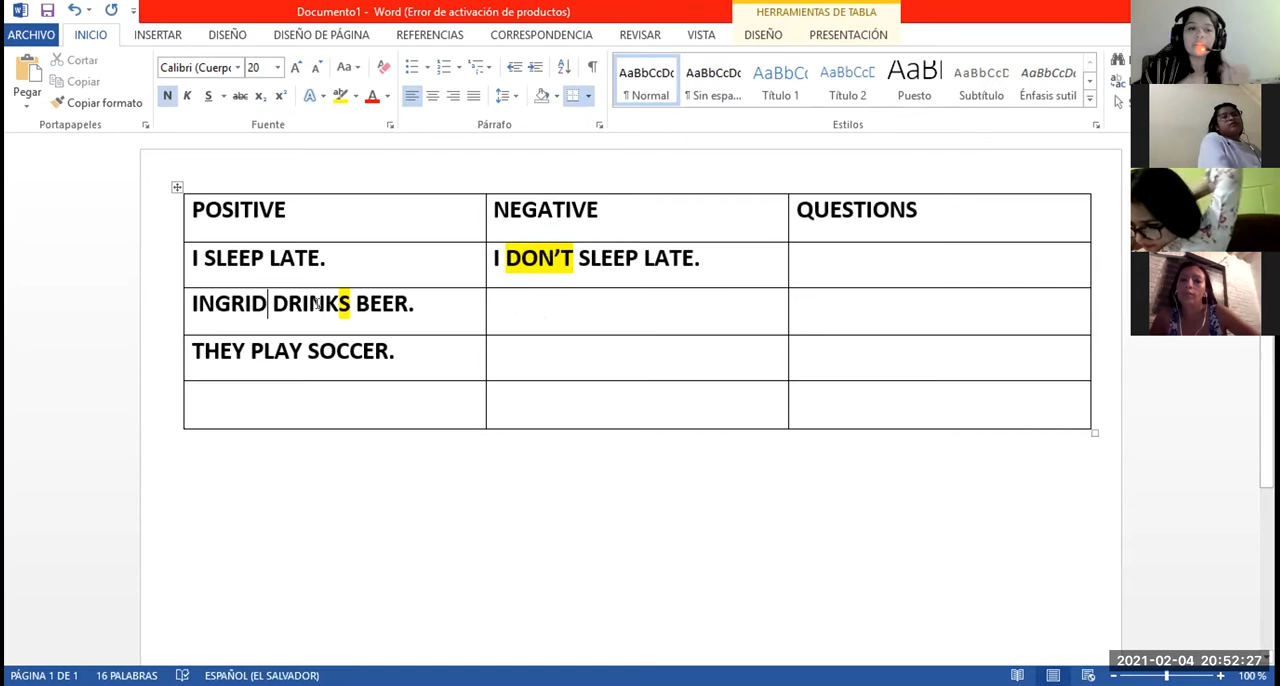 Documento1 - Word (Error de activación de productos)
HERRAMIENTAS DE TABLA
ARCHIVO INICIO INSERTAR DISEÑO DISEÑO DE PÁGINA REFERENCIAS CORRESPONDENCIA REVISAR VISTA DISEÑO PRESENTACIÓN
Pegar
Cortar
Copiar
Copiar formato
Portapapeles
Calibri (Cuerpo 20
N K S abc x₂ x²
Fuente
Párrafo
AaBbCcDc AaBbCcDc AaBbCc AaBbCcD AaBl AaBbCcD AaBbCcDc
¶ Normal ¶ Sin espa... Título 1 Título 2 Puesto Subtítulo Énfasis sutil
Estilos
POSITIVE NEGATIVE QUESTIONS
I SLEEP LATE. I DON’T SLEEP LATE.
INGRID DRINKS BEER.
THEY PLAY SOCCER.
2021-02-04 20:52:27
PÁGINA 1 DE 1 16 PALABRAS ESPAÑOL (EL SALVADOR) 100 %